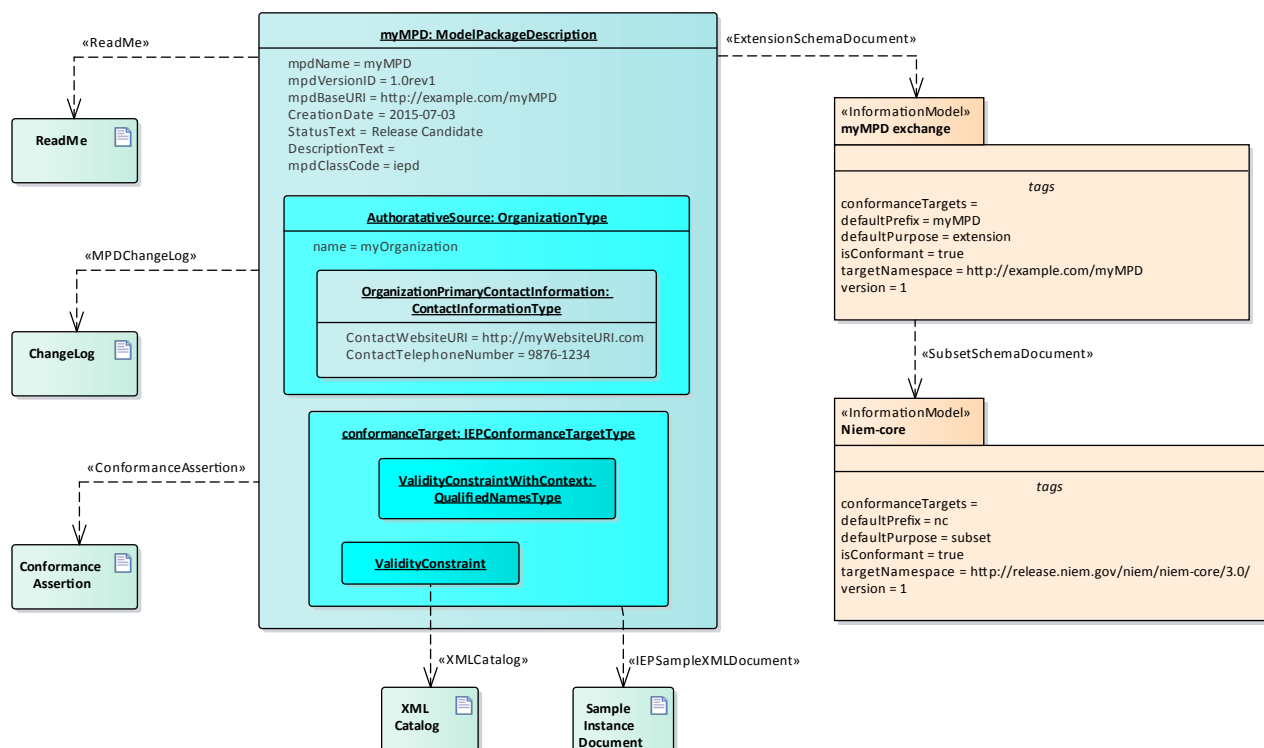 myMPD: ModelPackageDescription
mpdName = myMPD
mpdVersionID = 1.0rev1
mpdBaseURI = http://example.com/myMPD
CreationDate = 2015-07-03
StatusText = Release Candidate
DescriptionText =
mpdClassCode = iepd
AuthoratativeSource: OrganizationType
name = myOrganization
OrganizationPrimaryContactInformation:
ContactInformationType
ContactWebsiteURI = http://myWebsiteURI.com
ContactTelephoneNumber = 9876-1234
conformanceTarget: IEPConformanceTargetType
ValidityConstraintWithContext:
QualifiedNamesType
ValidityConstraint
«ReadMe»
ReadMe
«MPDChangeLog»
ChangeLog
«ConformanceAssertion»
Conformance
Assertion
«XMLCatalog»
XML
Catalog
«IEPSampleXMLDocument»
Sample
Instance
Document
«ExtensionSchemaDocument»
«InformationModel»
myMPD exchange
tags
conformanceTargets =
defaultPrefix = myMPD
defaultPurpose = extension
isConformant = true
targetNamespace = http://example.com/myMPD
version = 1
«SubsetSchemaDocument»
«InformationModel»
Niem-core
tags
conformanceTargets =
defaultPrefix = nc
defaultPurpose = subset
isConformant = true
targetNamespace = http://release.niem.gov/niem/niem-core/3.0/
version = 1